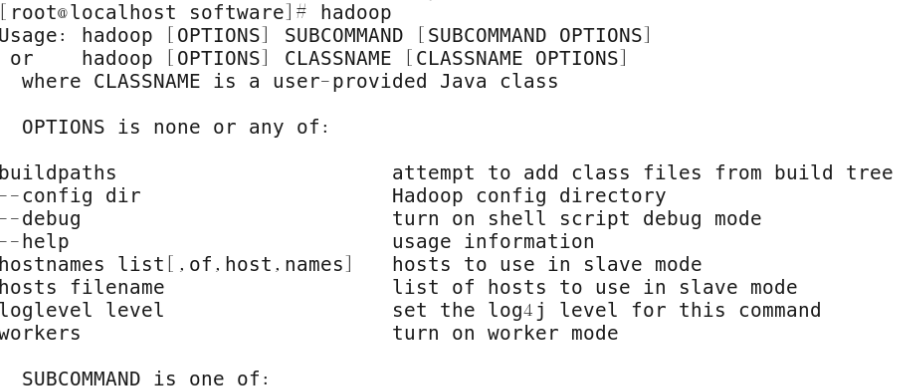 [root@localhost software]# hadoop
Usage: hadoop [OPTIONS] SUBCOMMAND [SUBCOMMAND OPTIONS]
 or    hadoop [OPTIONS] CLASSNAME [CLASSNAME OPTIONS]
  where CLASSNAME is a user-provided Java class

  OPTIONS is none or any of:

buildpaths                       attempt to add class files from build tree
--config dir                     Hadoop config directory
--debug                          turn on shell script debug mode
--help                           usage information
hostnames list[,of,host,names]   hosts to use in slave mode
hosts filename                   list of hosts to use in slave mode
loglevel level                   set the log4j level for this command
workers                          turn on worker mode

  SUBCOMMAND is one of: